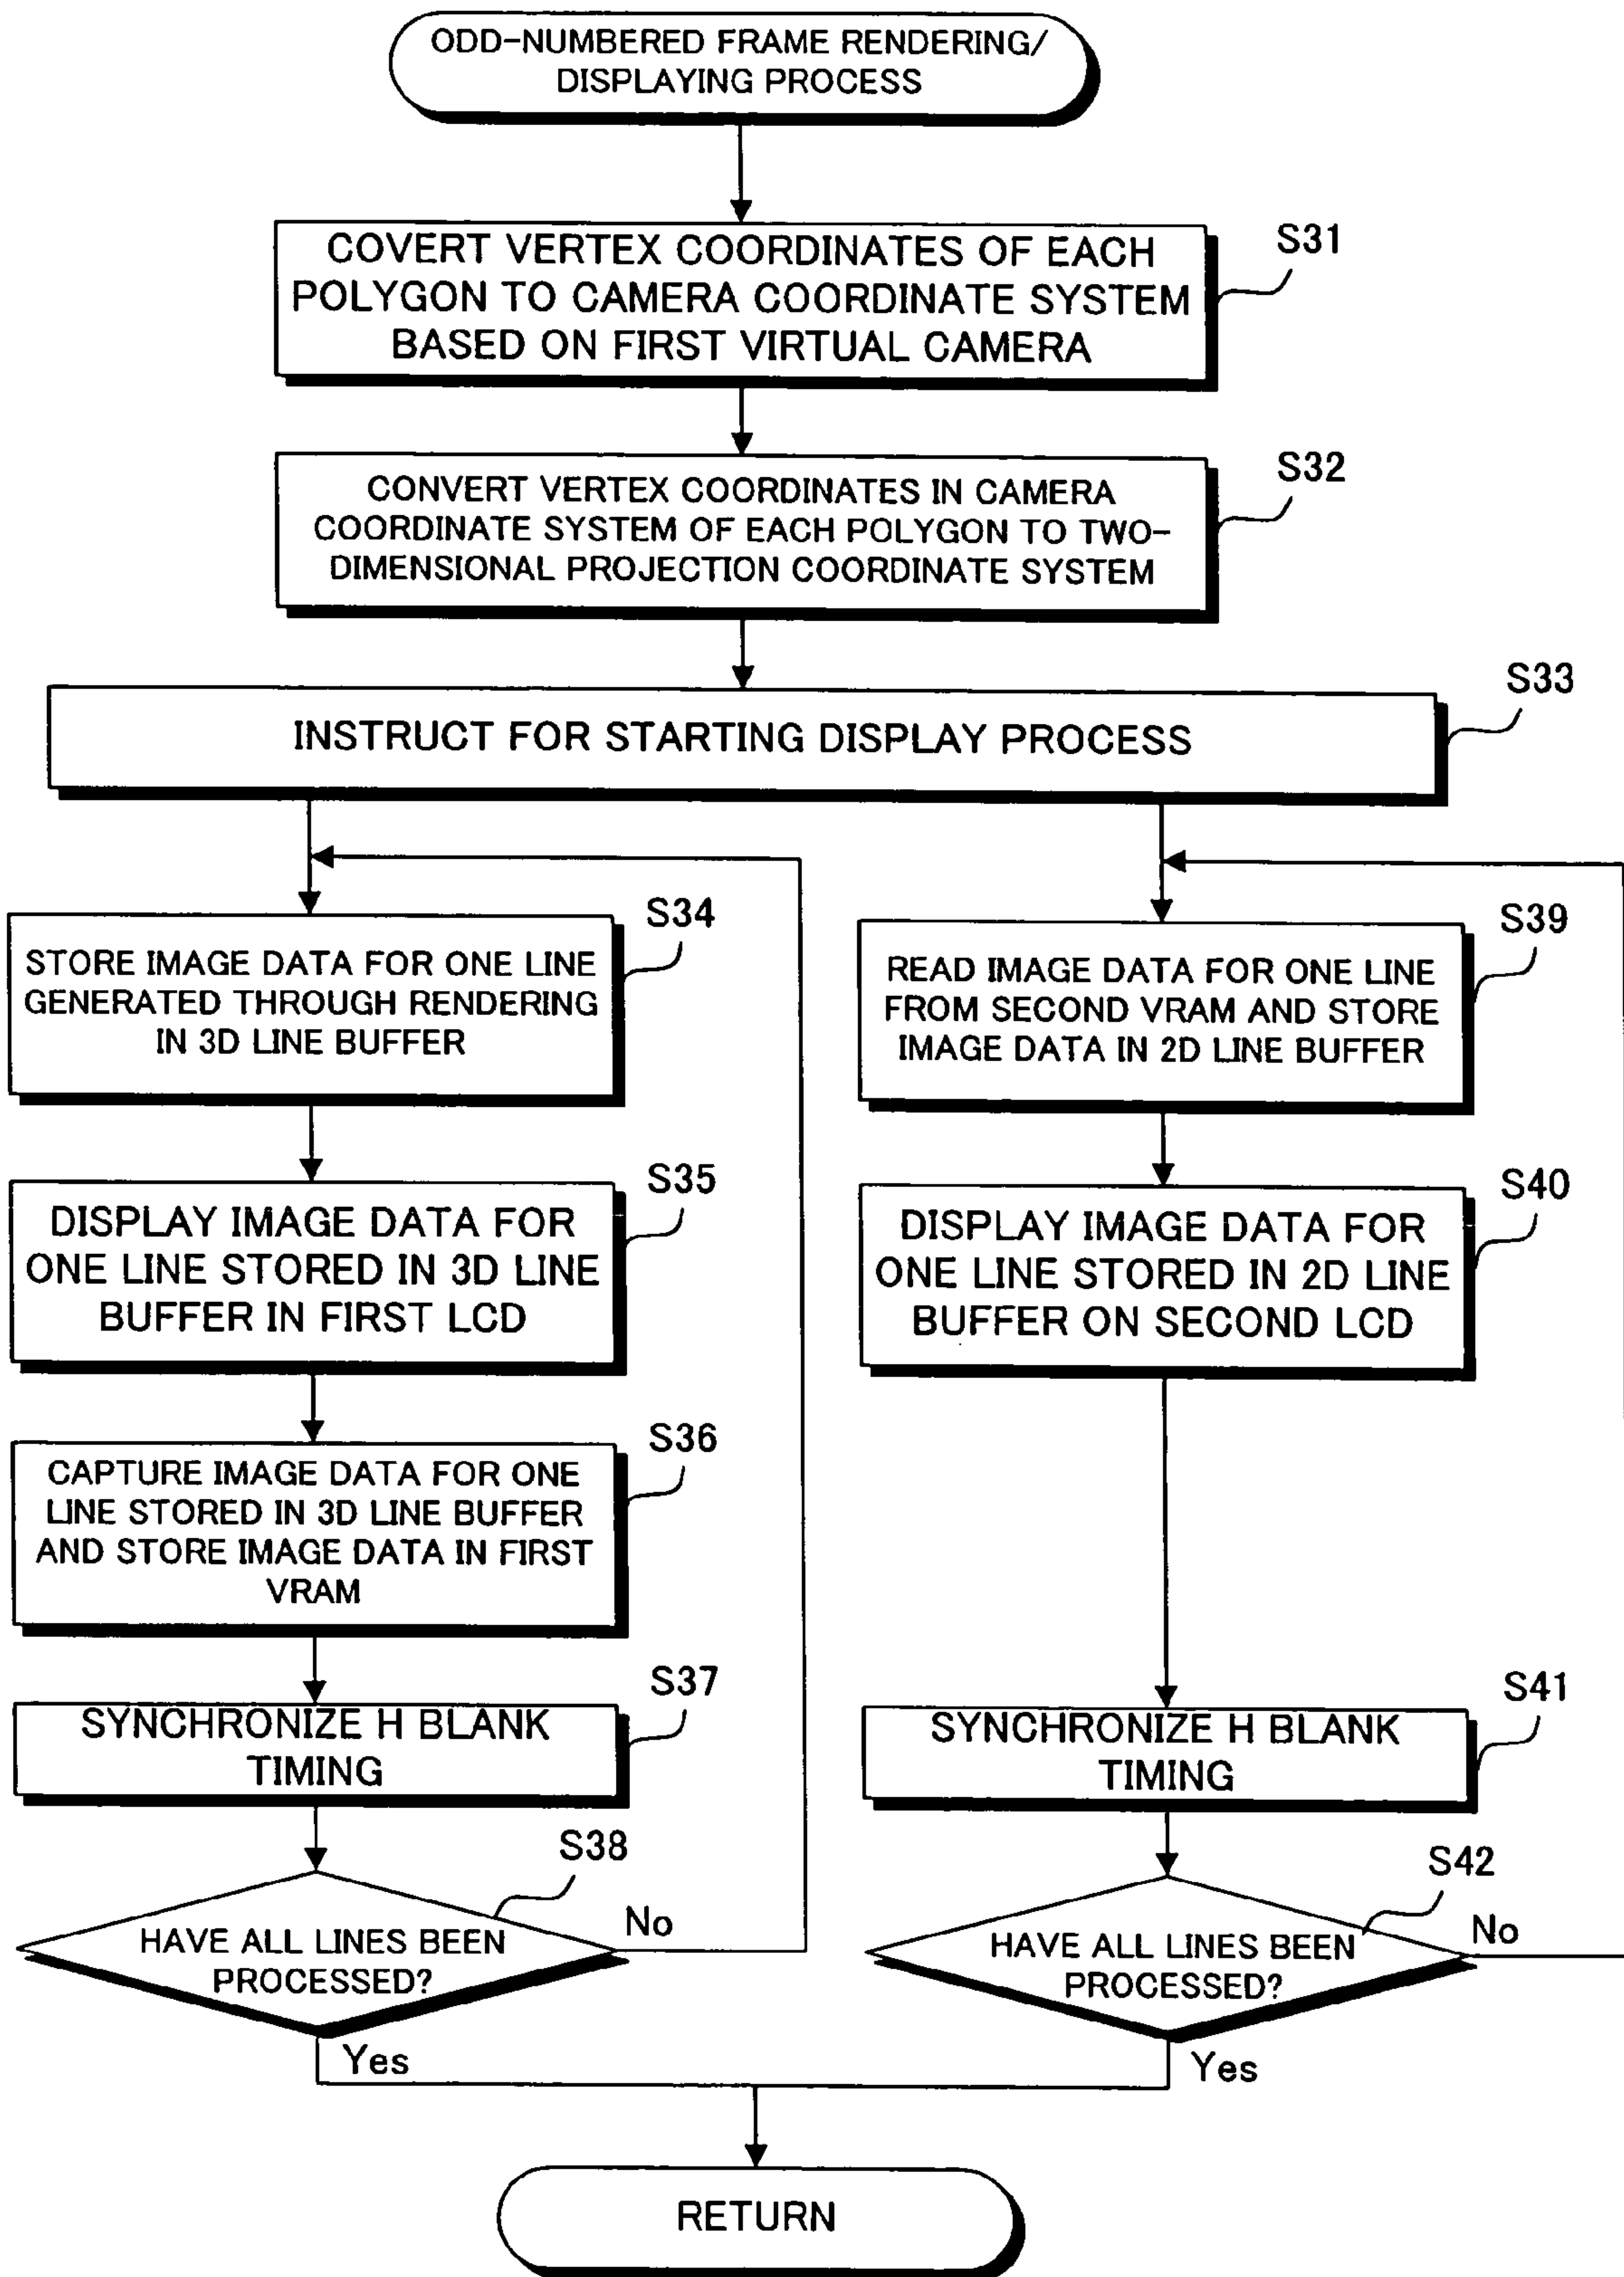 ODD-NUMBERED FRAME RENDERING/
DISPLAYING PROCESS
COVERT VERTEX COORDINATES OF EACH
POLYGON TO CAMERA COORDINATE SYSTEM
BASED ON FIRST VIRTUAL CAMERA
S31
CONVERT VERTEX COORDINATES IN CAMERA
COORDINATE SYSTEM OF EACH POLYGON TO TWO-
DIMENSIONAL PROJECTION COORDINATE SYSTEM
S32
INSTRUCT FOR STARTING DISPLAY PROCESS
S33
STORE IMAGE DATA FOR ONE LINE
GENERATED THROUGH RENDERING
IN 3D LINE BUFFER
S34
DISPLAY IMAGE DATA FOR
ONE LINE STORED IN 3D LINE
BUFFER IN FIRST LCD
S35
CAPTURE IMAGE DATA FOR ONE
LINE STORED IN 3D LINE BUFFER
AND STORE IMAGE DATA IN FIRST
VRAM
S36
SYNCHRONIZE H BLANK
TIMING
S37
HAVE ALL LINES BEEN
PROCESSED?
S38
No
Yes
READ IMAGE DATA FOR ONE LINE
FROM SECOND VRAM AND STORE
IMAGE DATA IN 2D LINE BUFFER
S39
DISPLAY IMAGE DATA FOR
ONE LINE STORED IN 2D LINE
BUFFER ON SECOND LCD
S40
SYNCHRONIZE H BLANK
TIMING
S41
HAVE ALL LINES BEEN
PROCESSED?
S42
No
Yes
RETURN